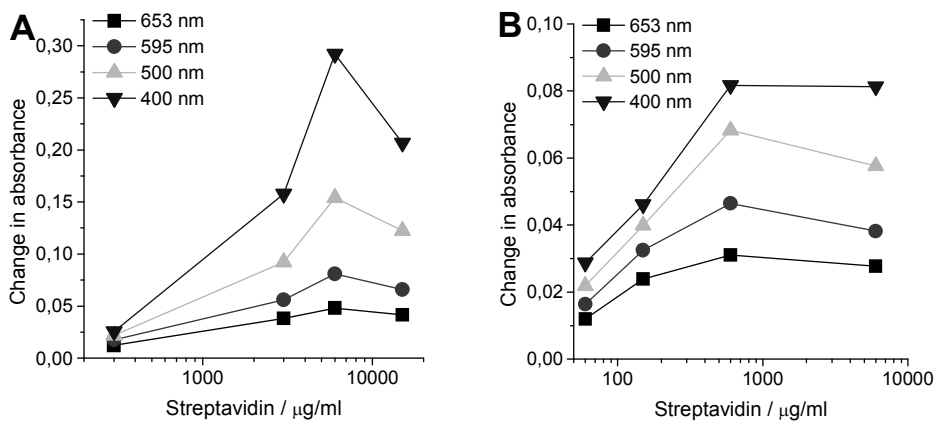 A
653 nm
595 nm
500 nm
400 nm
0,35
0,30
0,25
0,20
0,15
0,10
0,05
0,00
Change in absorbance
1000 10000
Streptavidin / μg/ml
B
653 nm
595 nm
500 nm
400 nm
0,10
0,08
0,06
0,04
0,02
0,00
Change in absorbance
100 1000 10000
Streptavidin / μg/ml